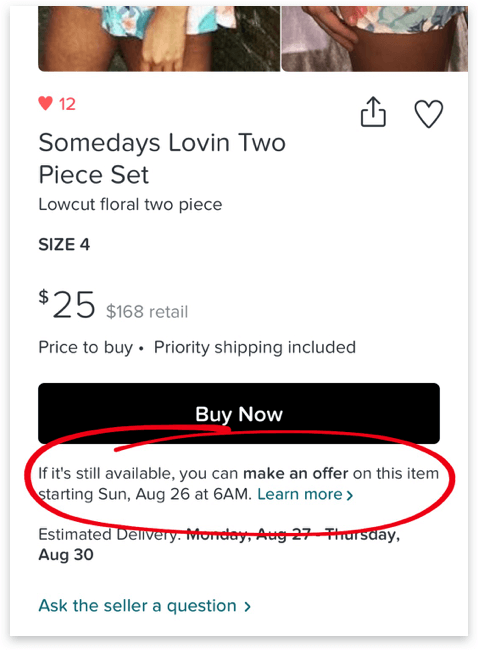 12
Somedays Lovin Two
Piece Set
Lowcut floral two piece
SIZE 4
$25 $168 retail
Price to buy • Priority shipping included
Buy Now
If it's still available, you can make an offer on this item
starting Sun, Aug 26 at 6AM. Learn more >
Estimated Delivery: Monday, Aug 27 - Thursday,
Aug 30
Ask the seller a question >